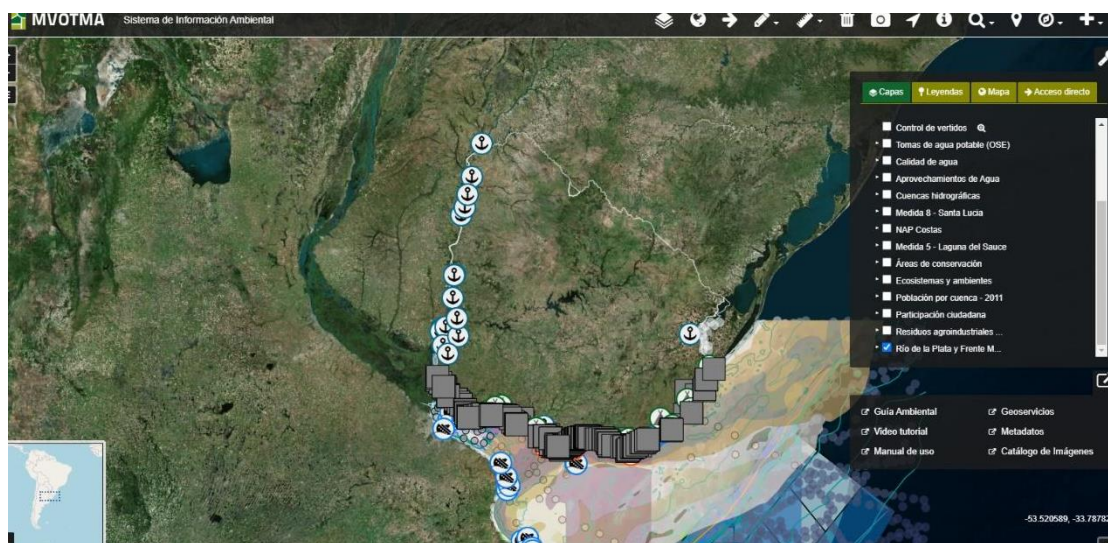 MVOTMA Sistema de Información Ambiental
Capas Leyendas Mapa Acceso directo
Control de vertidos
Tomas de agua potable (OSE)
Calidad de agua
Aprovechamientos de Agua
Cuencas hidrográficas
Medida 8 - Santa Lucia
NAP Costas
Medida 5 - Laguna del Sauce
Áreas de conservación
Ecosistemas y ambientes
Población por cuenca - 2011
Participación ciudadana
Residuos agroindustriales ...
Río de la Plata y Frente M...
Guía Ambiental Geoservicios
Video tutorial Metadatos
Manual de uso Catálogo de Imágenes
-53.520589, -33.78782